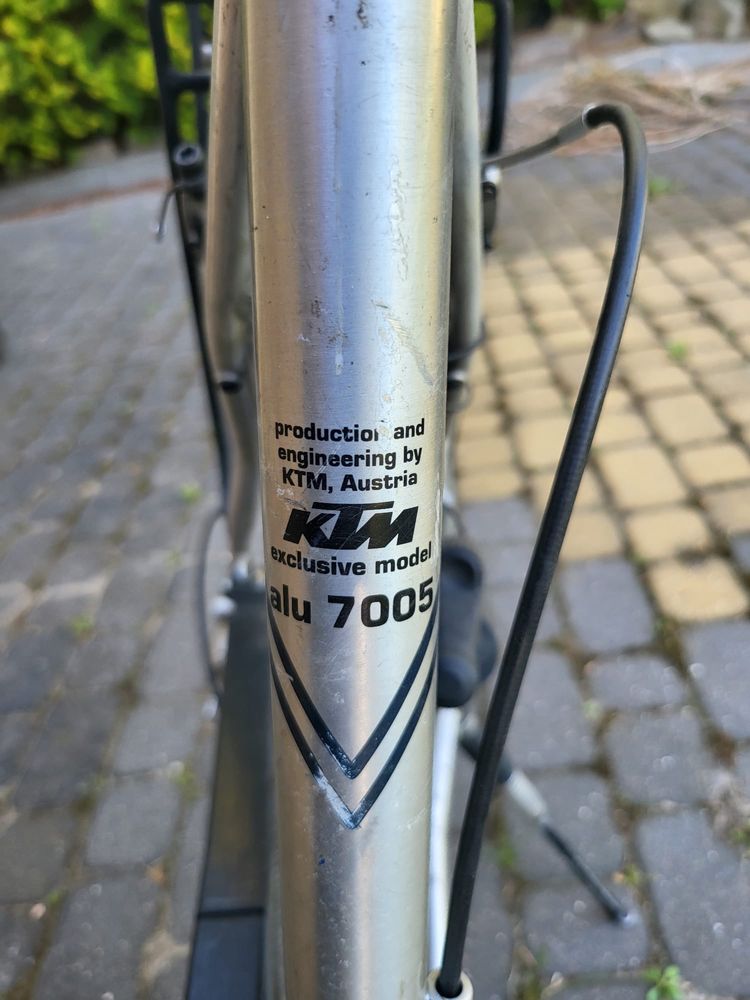 production and
engineering by
KTM, Austria
KTM
exclusive model
alu 7005